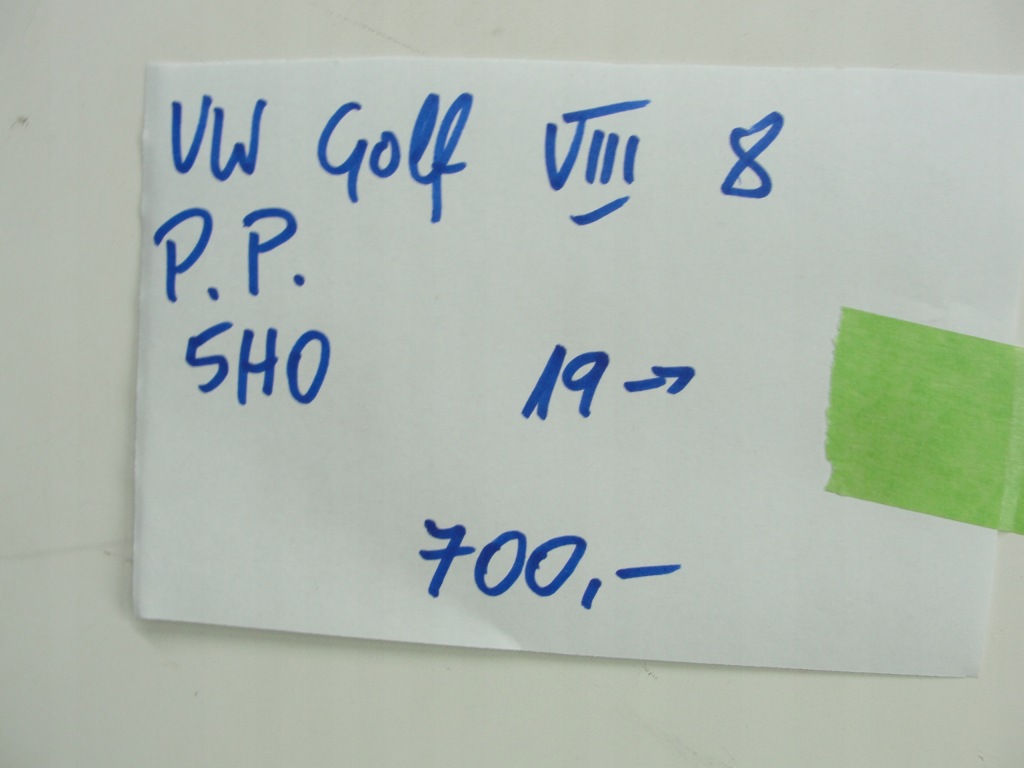 VW Golf VIII 8
P.P.
5H0 19→
700,-